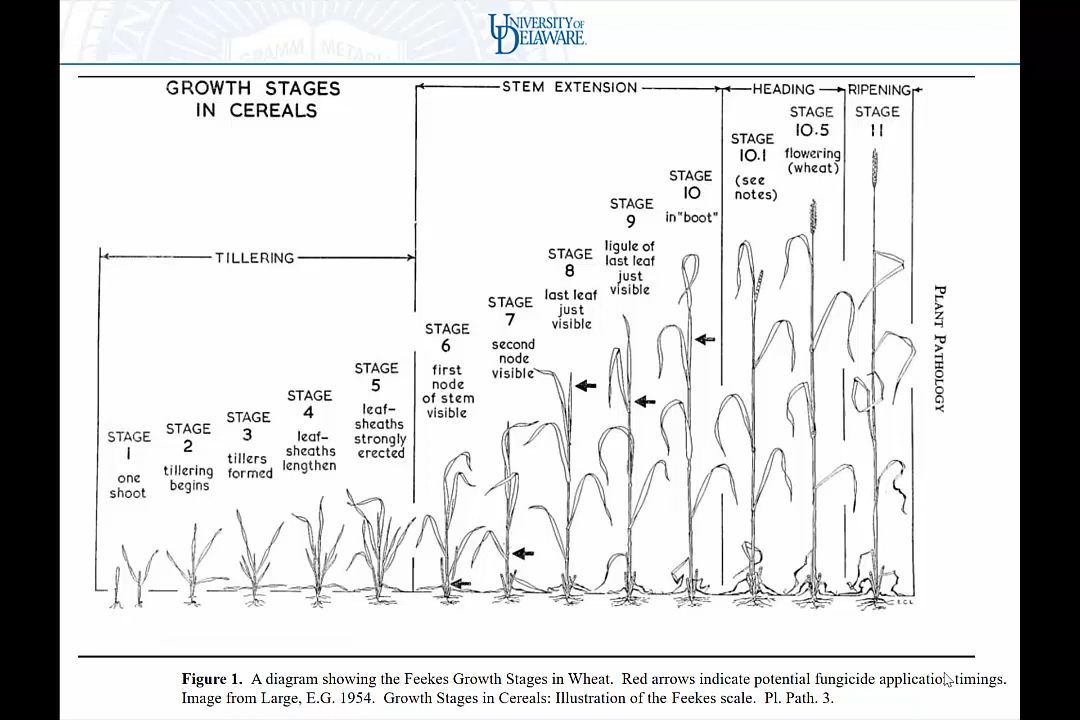 UNIVERSITY OF
DELAWARE.
GRAMM METAPH
GROWTH STAGES
IN CEREALS
STEM EXTENSION
HEADING
RIPENING
TILLERING
STAGE
1
one
shoot
STAGE
2
tillering
begins
STAGE
3
tillers
formed
STAGE
4
leaf-
sheaths
lengthen
STAGE
5
leaf-
sheaths
strongly
erected
STAGE
6
first
node
of stem
visible
STAGE
7
second
node
visible
STAGE
8
last leaf
just
visible
STAGE
9
ligule of
last leaf
just
visible
STAGE
10
in "boot"
STAGE
10.1
(see
notes)
STAGE
10.5
flowering
(wheat)
STAGE
11
PLANT PATHOLOGY
E.C.L
Figure 1. A diagram showing the Feekes Growth Stages in Wheat. Red arrows indicate potential fungicide application timings.
Image from Large, E.G. 1954. Growth Stages in Cereals: Illustration of the Feekes scale. Pl. Path. 3.